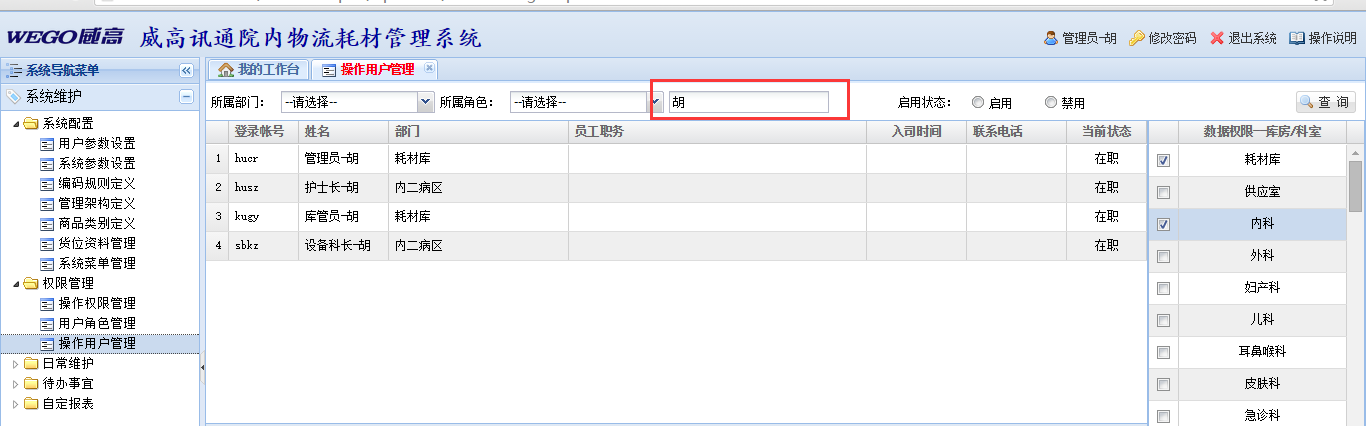 WEGO威高 威高讯通院内物流耗材管理系统 管理员-胡 修改密码 退出系统 操作说明
系统导航菜单 我的工作台 操作用户管理
系统维护 所属部门： --请选择-- 所属角色： --请选择-- 胡 启用状态： 启用 禁用 查 询
系统配置
用户参数设置
系统参数设置
编码规则定义
管理架构定义
商品类别定义
货位资料管理
系统菜单管理
权限管理
操作权限管理
用户角色管理
操作用户管理
日常维护
待办事宜
自定报表
登录帐号 姓名 部门 员工职务 入司时间 联系电话 当前状态
1 hucr 管理员-胡 耗材库 在职
2 husz 护士长-胡 内二病区 在职
3 kugy 库管员-胡 耗材库 在职
4 sbkz 设备科长-胡 内二病区 在职
数据权限—库房/科室
耗材库
供应室
内科
外科
妇产科
儿科
耳鼻喉科
皮肤科
急诊科